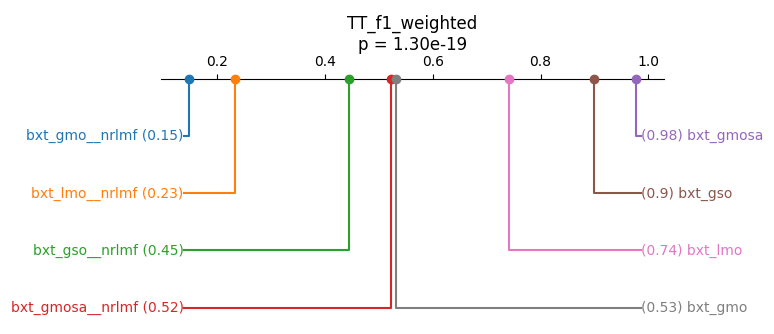 TT_f1_weighted
p = 1.30e-19
0.2 0.4 0.6 0.8 1.0
bxt_gmo__nrlmf (0.15) (0.98) bxt_gmosa
bxt_lmo__nrlmf (0.23) (0.9) bxt_gso
bxt_gso__nrlmf (0.45) (0.74) bxt_lmo
bxt_gmosa__nrlmf (0.52) (0.53) bxt_gmo